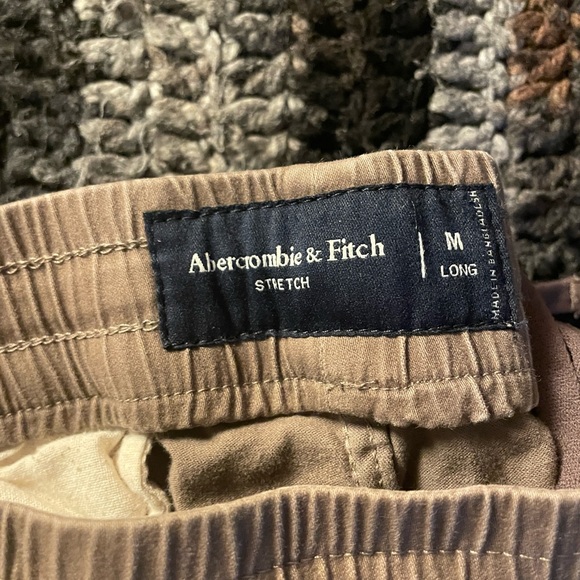 Abercrombie & Fitch
STRETCH
M
LONG
MADE IN BANGLADESH